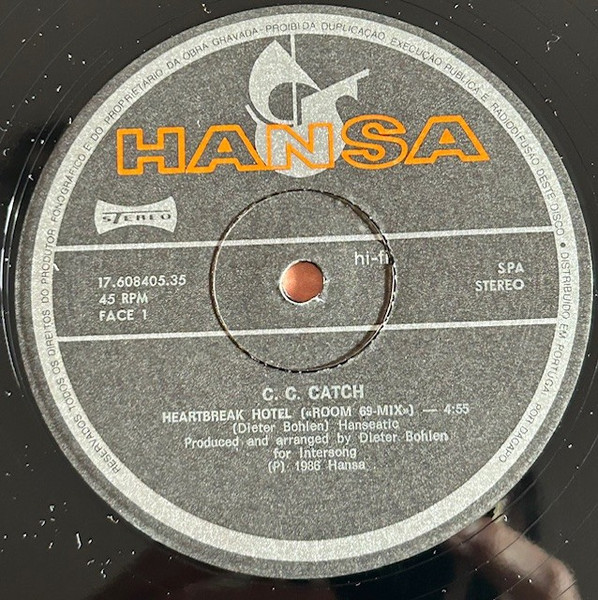 RESERVADOS TODOS OS DIREITOS DO PRODUTOR FONOGRÁFICO E DO PROPRIETÁRIO DA OBRA GRAVADA - PROIBIDA DUPLICAÇÃO, EXECUÇÃO PÚBLICA E RADIODIFUSÃO DESTE DISCO • DISTRIBUÍDO EM PORTUGAL POR DACAPO
HANSA
STEREO
hi-fi
17.608405.35
45 RPM
FACE 1
SPA
STEREO
C. C. CATCH
HEARTBREAK HOTEL («ROOM 69-MIX») — 4:55
(Dieter Bohlen) Hanseatic
Produced and arranged by Dieter Bohlen
for Intersong
(P) 1986 Hansa